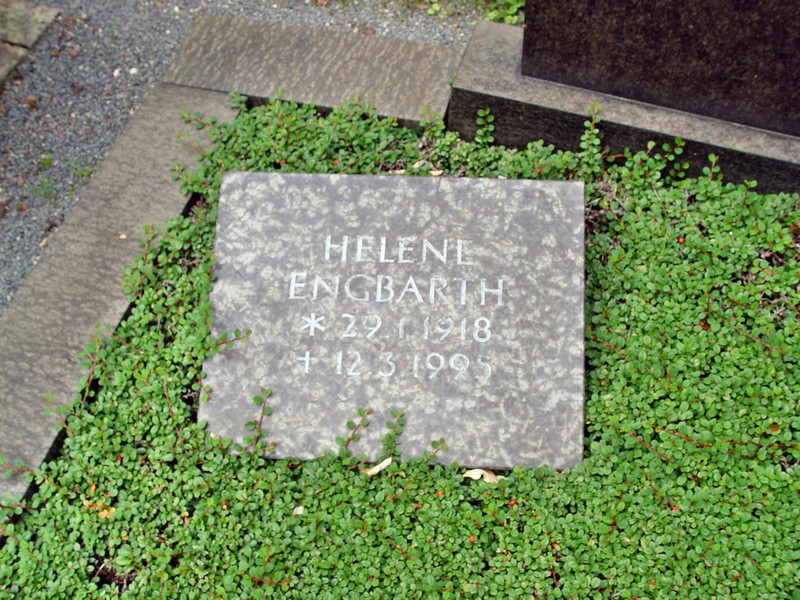 HELENE
ENGBARTH
* 29.1.1918
+ 12.3.1995